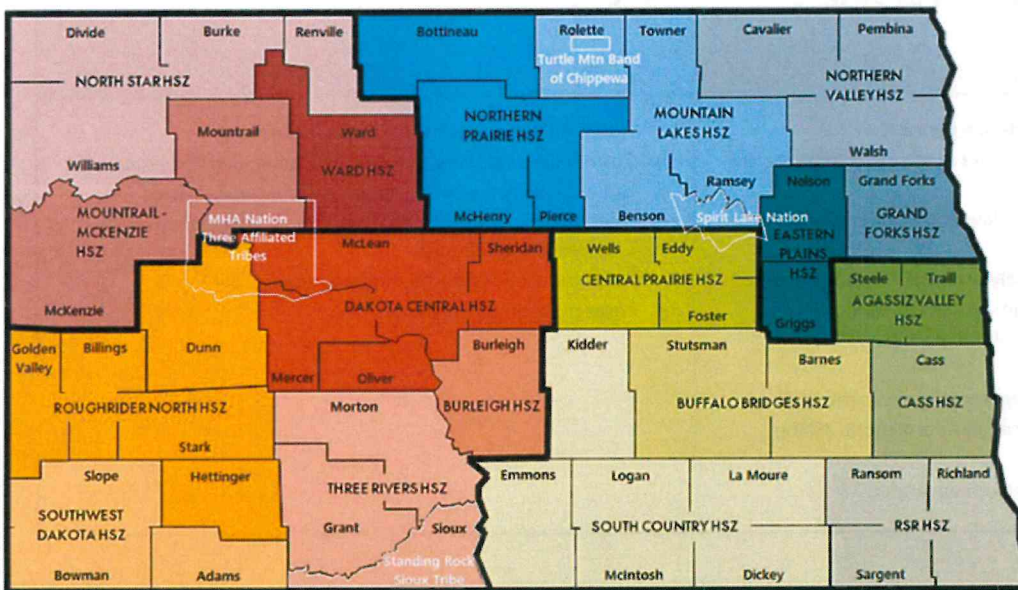 Divide
Burke
Renville
Bottineau
Rolette
Towner
Cavalier
Pembina
NORTH STAR HSZ
Turtle Mtn Band
of Chippewa
NORTHERN
VALLEY HSZ
Mountrail
Ward
NORTHERN
PRAIRIE HSZ
MOUNTAIN
LAKES HSZ
Williams
WARD HSZ
Walsh
Ramsey
Nelson
Grand Forks
MOUNTRAIL-
MCKENZIE
HSZ
MHA Nation
Three Affiliated
Tribes
McHenry
Pierce
Benson
Spirit Lake Nation
EASTERN
PLAINS
HSZ
GRAND
FORKS HSZ
McLean
Sheridan
Wells
Eddy
CENTRAL PRAIRIE HSZ
Steele
Traill
AGASSIZ VALLEY
HSZ
McKenzie
DAKOTA CENTRAL HSZ
Foster
Griggs
Golden
Valley
Billings
Dunn
Burleigh
Kidder
Stutsman
Barnes
Cass
Mercer
Oliver
ROUGHRIDER NORTH HSZ
Morton
BURLEIGH HSZ
BUFFALO BRIDGES HSZ
CASS HSZ
Stark
Slope
Hettinger
THREE RIVERS HSZ
Emmons
Logan
La Moure
Ransom
Richland
SOUTHWEST
DAKOTA HSZ
Grant
Sioux
SOUTH COUNTRY HSZ
RSR HSZ
Standing Rock
Sioux Tribe
Bowman
Adams
McIntosh
Dickey
Sargent